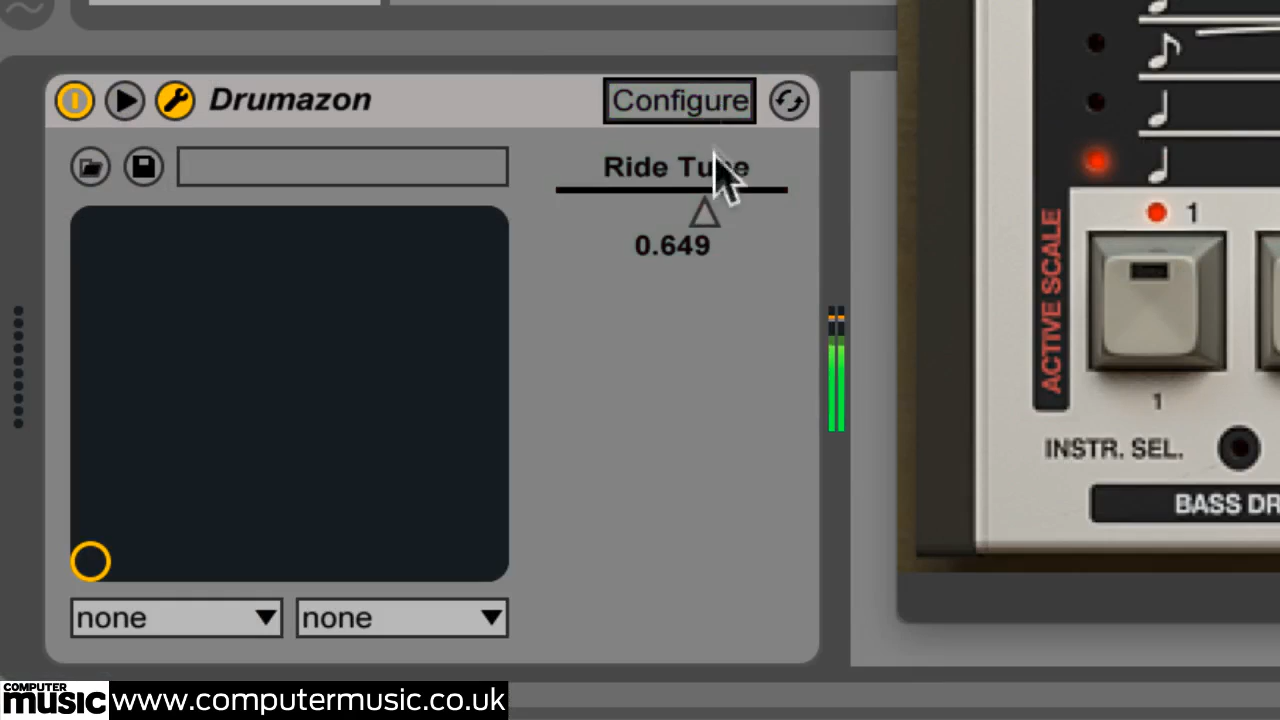 Drumazon
Configure
Ride Tune
0.649
none
none
1
ACTIVE SCALE
1
INSTR. SEL.
BASS DR
COMPUTER
music
www.computermusic.co.uk